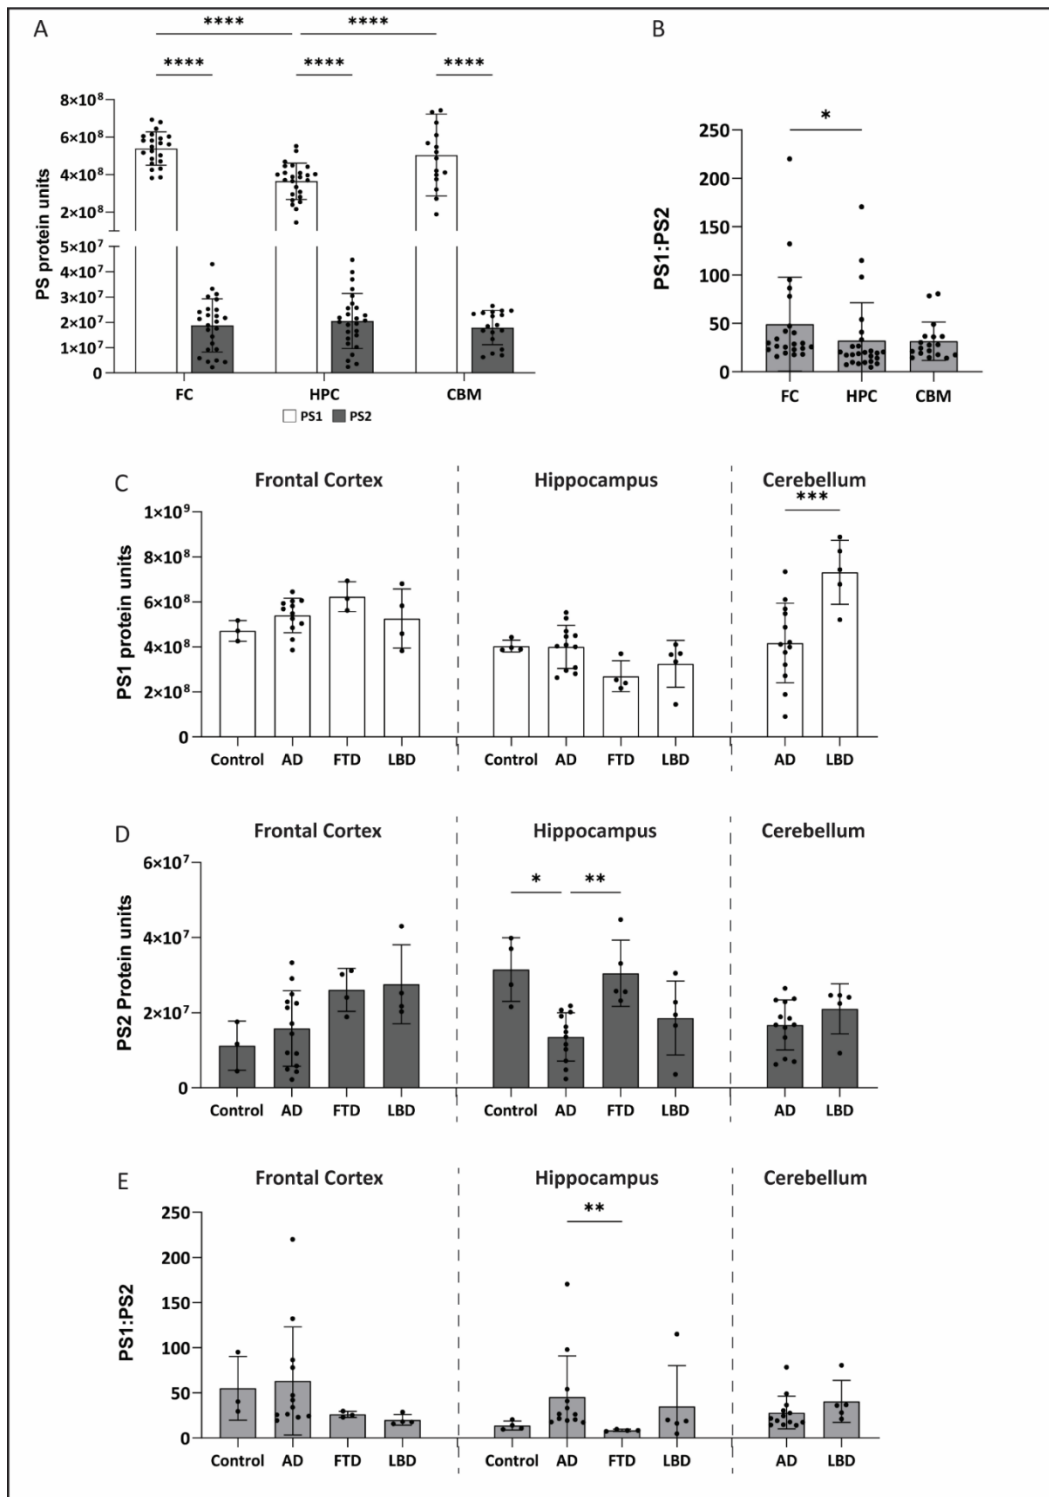 A
**** ****
**** **** ****
PS protein units
8×10⁸
6×10⁸
4×10⁸
2×10⁸
5×10⁷
4×10⁷
3×10⁷
2×10⁷
1×10⁷
0
FC HPC CBM
PS1 PS2
B
*
PS1:PS2
250
200
150
100
50
0
FC HPC CBM
C
Frontal Cortex Hippocampus Cerebellum
***
PS1 protein units
1×10⁹
8×10⁸
6×10⁸
4×10⁸
2×10⁸
0
Control AD FTD LBD Control AD FTD LBD AD LBD
D
Frontal Cortex Hippocampus Cerebellum
* **
PS2 Protein units
6×10⁷
4×10⁷
2×10⁷
0
Control AD FTD LBD Control AD FTD LBD AD LBD
E
Frontal Cortex Hippocampus Cerebellum
**
PS1:PS2
250
200
150
100
50
0
Control AD FTD LBD Control AD FTD LBD AD LBD